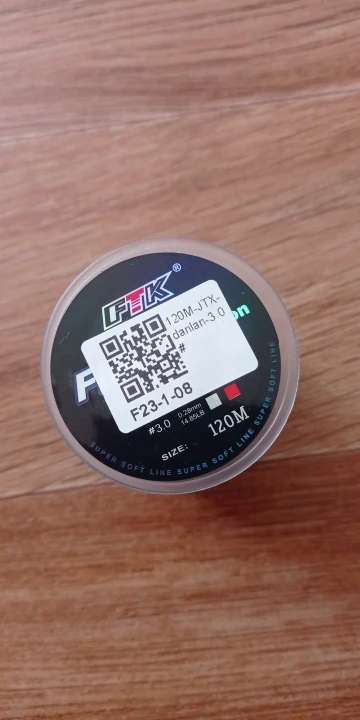 FTK®
120M-JTX-
danlan-3.0
#
F23-1-08
#3.0
0.28mm
14.85LB
SIZE: 120M
SUPER SOFT LINE SUPER SOFT LINE SUPER SOFT LINE